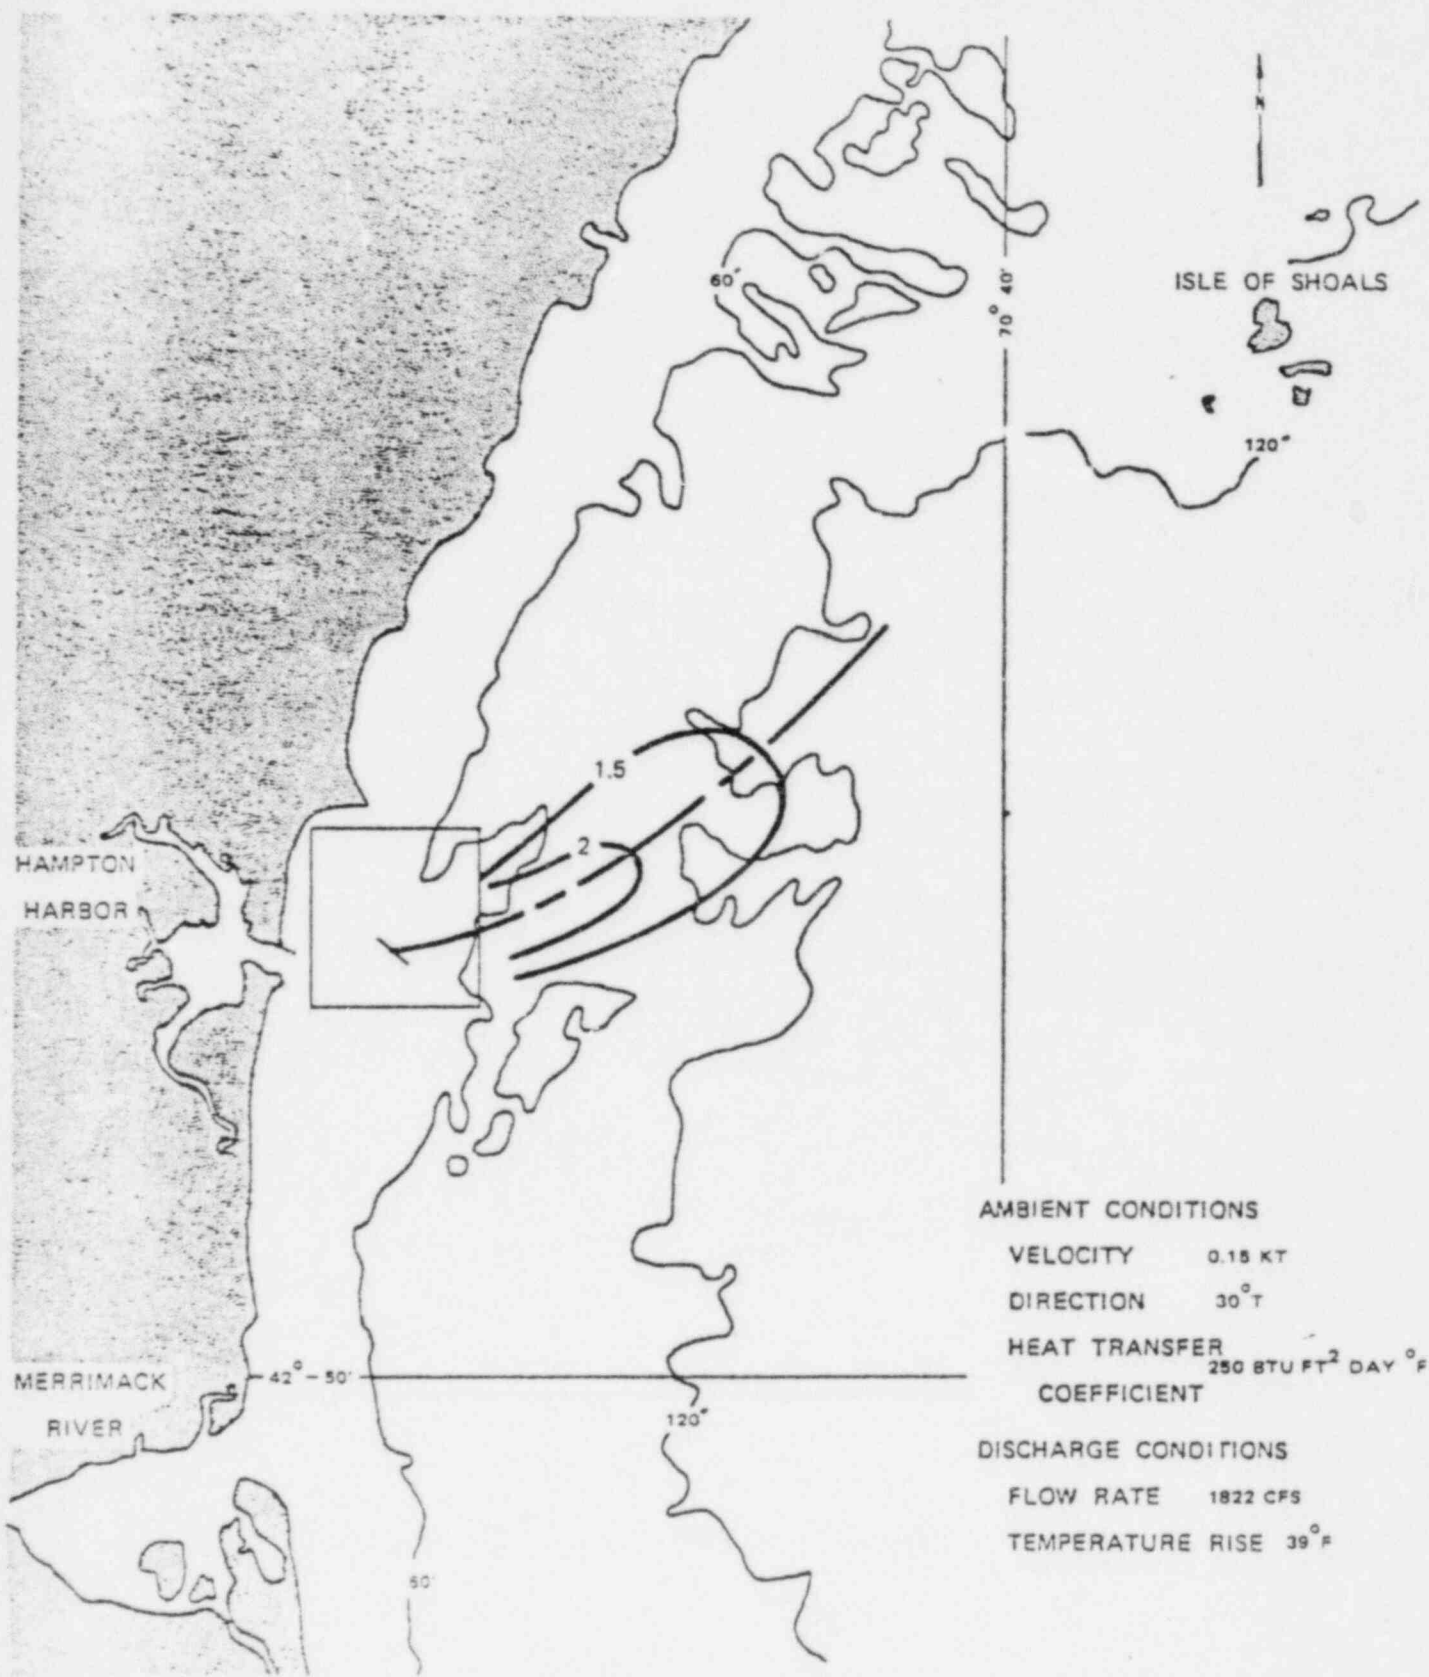 N
ISLE OF SHOALS
60'
70° 40'
120"
1.5
2
HAMPTON
HARBOR
AMBIENT CONDITIONS
VELOCITY 0.15 KT
DIRECTION 30°T
HEAT TRANSFER
250 BTU FT² DAY °F
COEFFICIENT
MERRIMACK
RIVER
42° - 50'
120"
DISCHARGE CONDITIONS
FLOW RATE 1822 CFS
TEMPERATURE RISE 39°F
60'